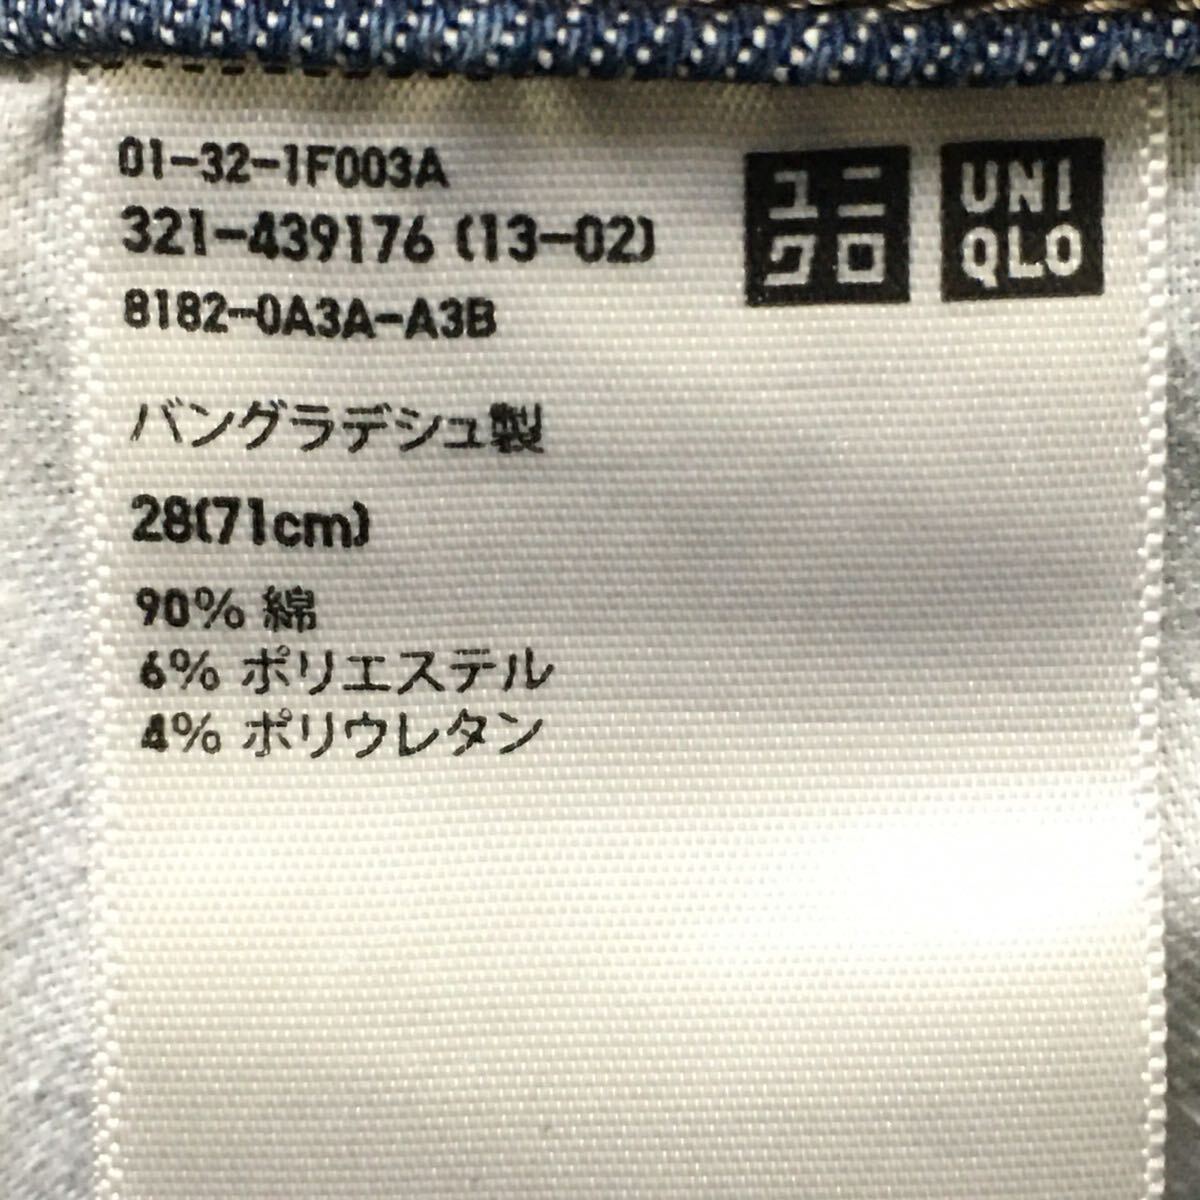 01-32-1F003A
321-439176 (13-02)
8182-0A3A-A3B
ユニ
クロ
UNI
QLO
バングラデシュ製
28(71cm)
90% 綿
6% ポリエステル
4% ポリウレタン